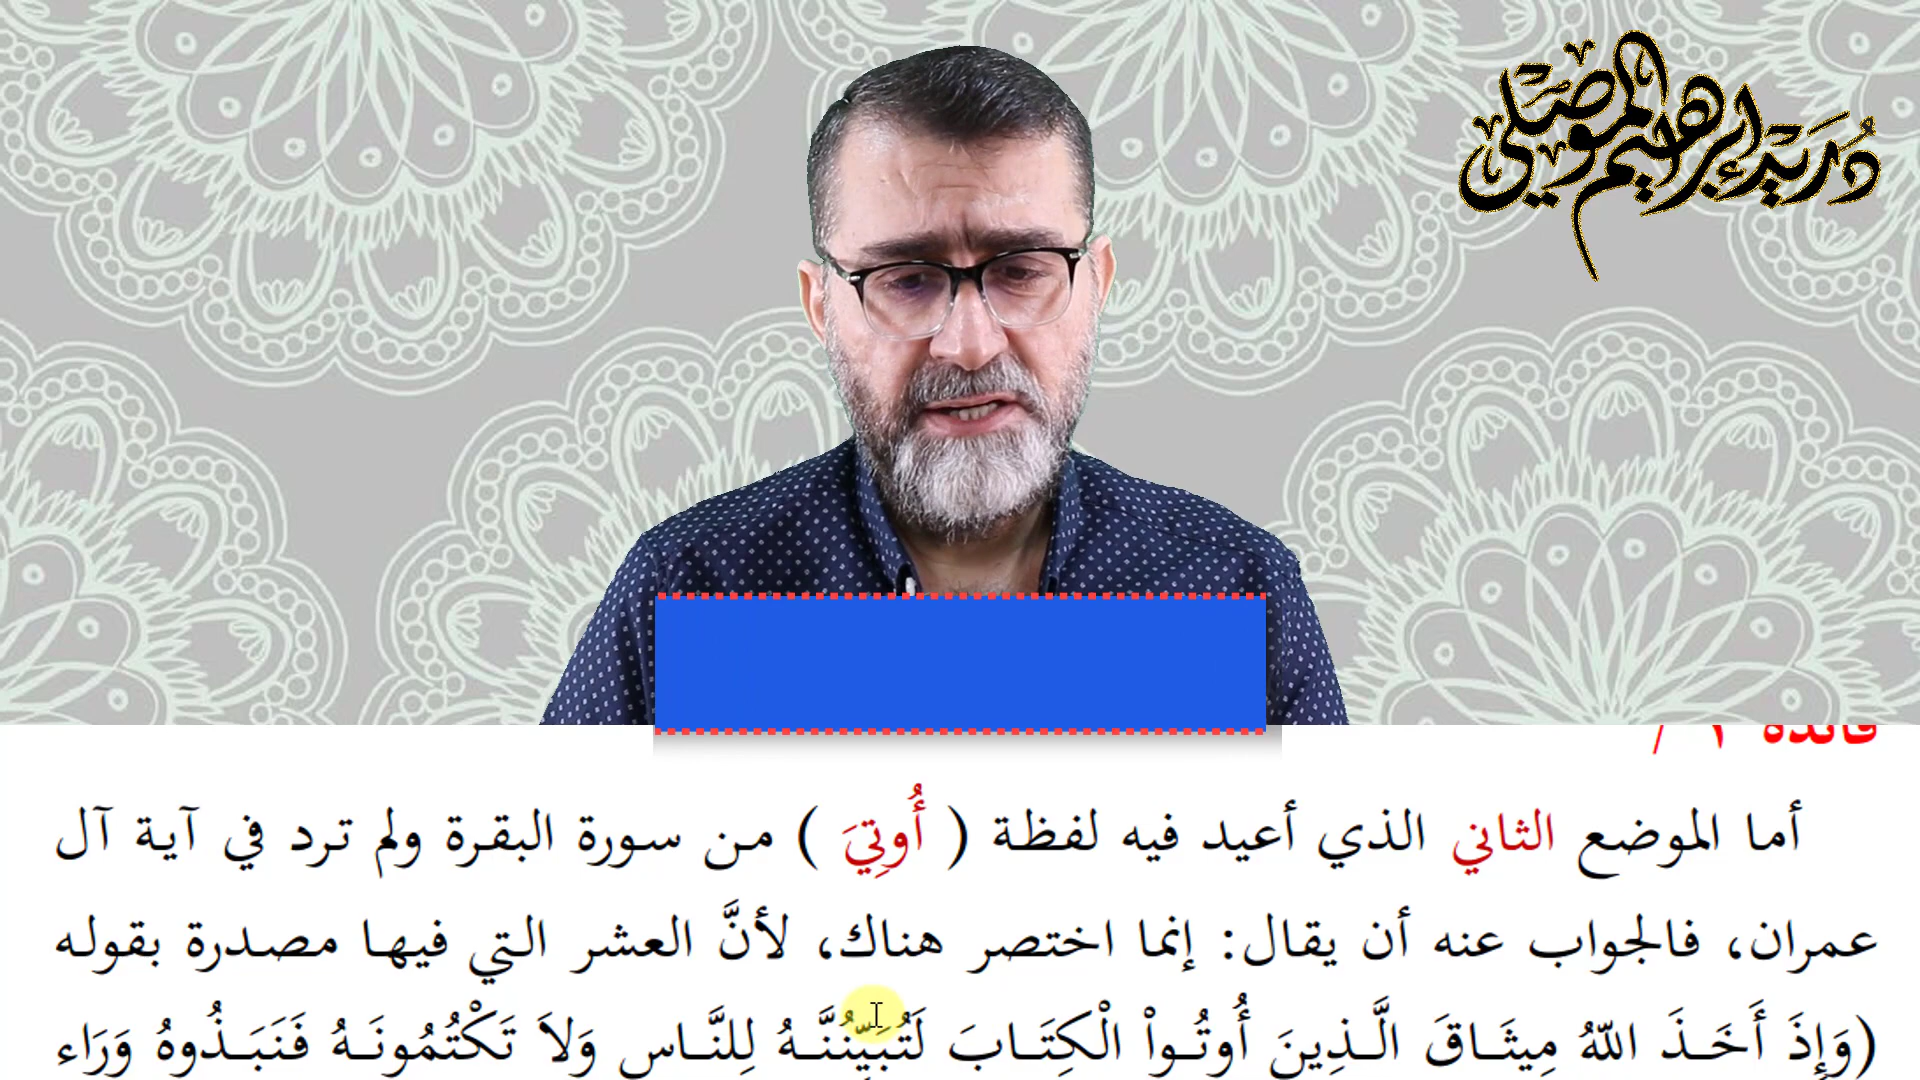 دُرَيْد إبراهيم الموصلي
فائدة ٦ /
أما الموضع الثاني الذي أعيد فيه لفظة ( أُوتِيَ ) من سورة البقرة ولم ترد في آية آل
عمران، فالجواب عنه أن يقال: إنما اختصر هناك، لأنَّ العشر التي فيها مصدرة بقوله
(وَإِذَ أَخَذَ اللّهُ مِيثَاقَ الَّذِينَ أُوتُواْ الْكِتَابَ لَتُبَيِّنُنَّهُ لِلنَّاسِ وَلاَ تَكْتُمُونَهُ فَنَبَذُوهُ وَرَاء